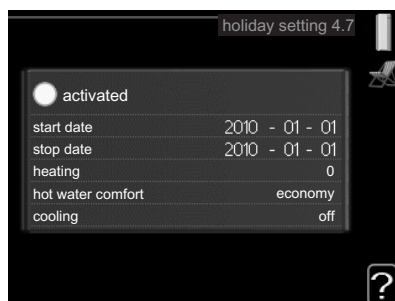 holiday setting 4.7
activated
start date 2010 - 01 - 01
stop date 2010 - 01 - 01
heating 0
hot water comfort economy
cooling off
?